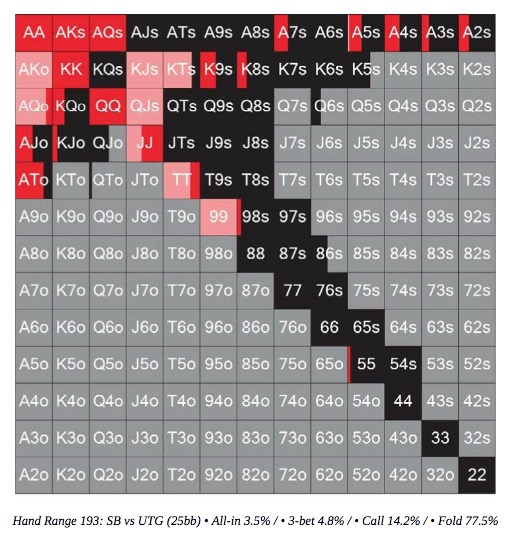 AA AKs AQs AJs ATs A9s A8s A7s A6s A5s A4s A3s A2s
AKo KK KQs KJs KTs K9s K8s K7s K6s K5s K4s K3s K2s
AQo KQo QQ QJs QTs Q9s Q8s Q7s Q6s Q5s Q4s Q3s Q2s
AJo KJo QJo JJ JTs J9s J8s J7s J6s J5s J4s J3s J2s
ATo KTo QTo JTo TT T9s T8s T7s T6s T5s T4s T3s T2s
A9o K9o Q9o J9o T9o 99 98s 97s 96s 95s 94s 93s 92s
A8o K8o Q8o J8o T8o 98o 88 87s 86s 85s 84s 83s 82s
A7o K7o Q7o J7o T7o 97o 87o 77 76s 75s 74s 73s 72s
A6o K6o Q6o J6o T6o 96o 86o 76o 66 65s 64s 63s 62s
A5o K5o Q5o J5o T5o 95o 85o 75o 65o 55 54s 53s 52s
A4o K4o Q4o J4o T4o 94o 84o 74o 64o 54o 44 43s 42s
A3o K3o Q3o J3o T3o 93o 83o 73o 63o 53o 43o 33 32s
A2o K2o Q2o J2o T2o 92o 82o 72o 62o 52o 42o 32o 22
Hand Range 193: SB vs UTG (25bb) • All-in 3.5% / • 3-bet 4.8% / • Call 14.2% / • Fold 77.5%